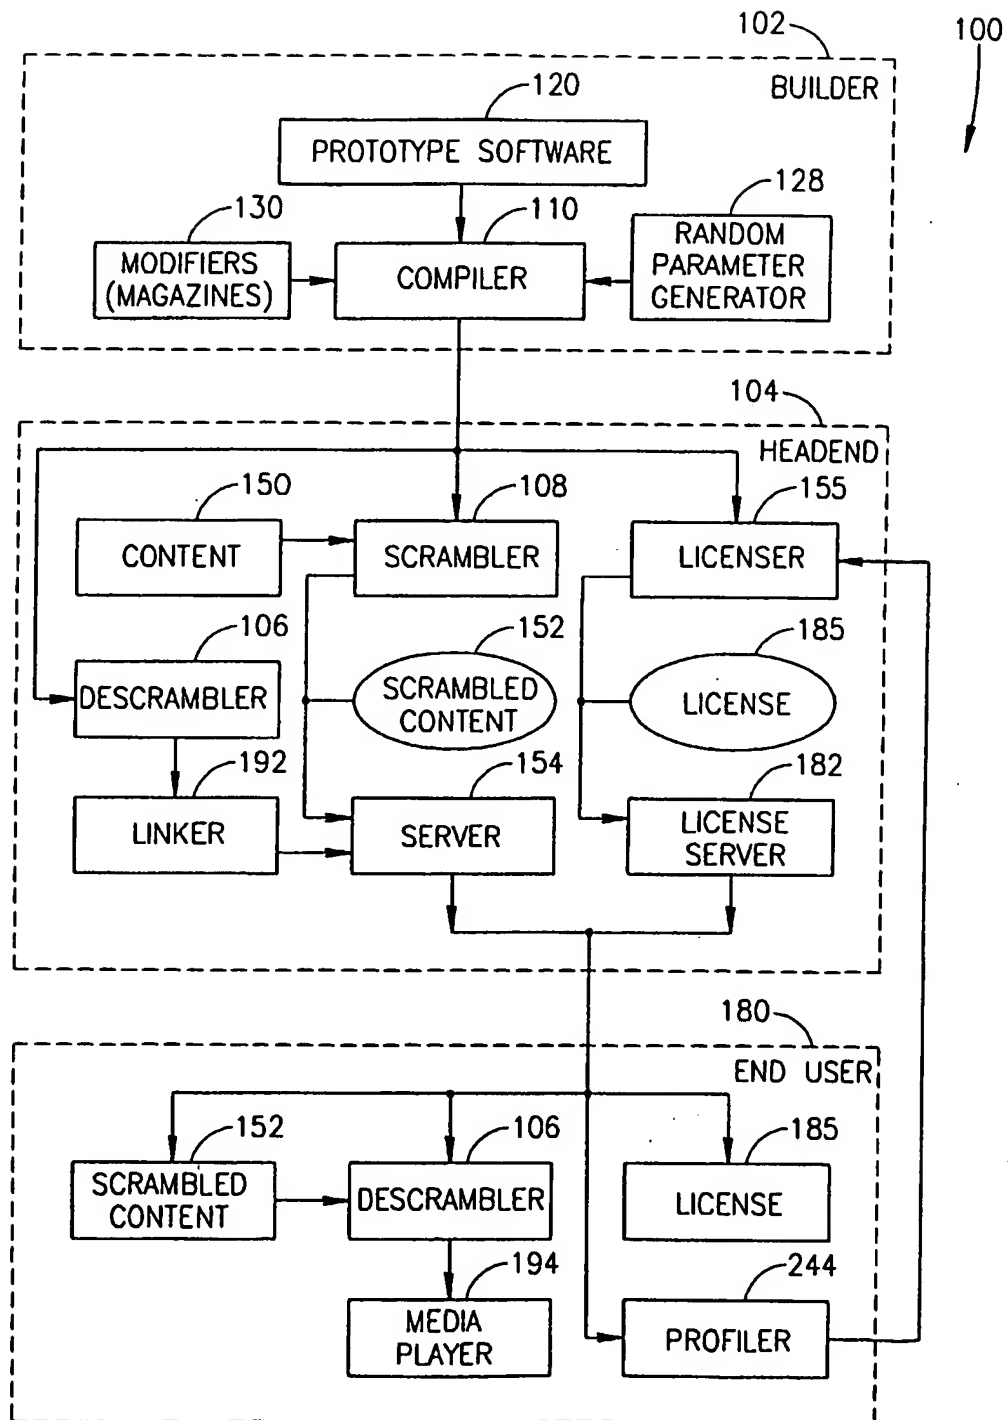 102
100
BUILDER
120
PROTOTYPE SOFTWARE
130
110
128
MODIFIERS
(MAGAZINES)
COMPILER
RANDOM
PARAMETER
GENERATOR
104
HEADEND
150
108
155
CONTENT
SCRAMBLER
LICENSER
106
152
185
DESCRAMBLER
SCRAMBLED
CONTENT
LICENSE
192
154
182
LINKER
SERVER
LICENSE
SERVER
180
END USER
152
106
185
SCRAMBLED
CONTENT
DESCRAMBLER
LICENSE
194
244
MEDIA
PLAYER
PROFILER